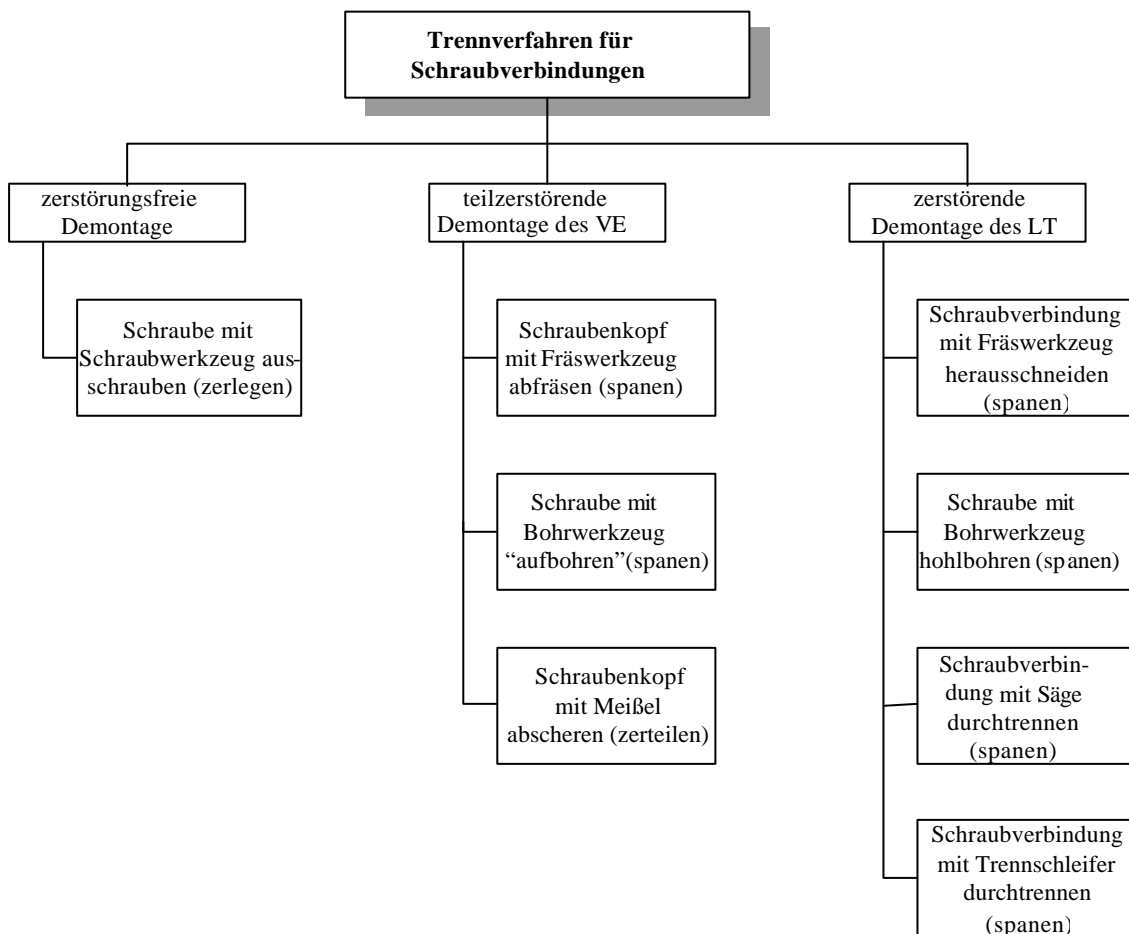 Trennverfahren für
Schraubverbindungen
zerstörungsfreie
Demontage
Schraube mit
Schraubwerkzeug aus-
schrauben (zerlegen)
teilzerstörende
Demontage des VE
Schraubenkopf
mit Fräswerkzeug
abfräsen (spanen)
Schraube mit
Bohrwerkzeug
“aufbohren”(spanen)
Schraubenkopf
mit Meißel
abscheren (zerteilen)
zerstörende
Demontage des LT
Schraubverbindung
mit Fräswerkzeug
herausschneiden
(spanen)
Schraube mit
Bohrwerkzeug
hohlbohren (spanen)
Schraubverbin-
dung mit Säge
durchtrennen
(spanen)
Schraubverbindung
mit Trennschleifer
durchtrennen
(spanen)